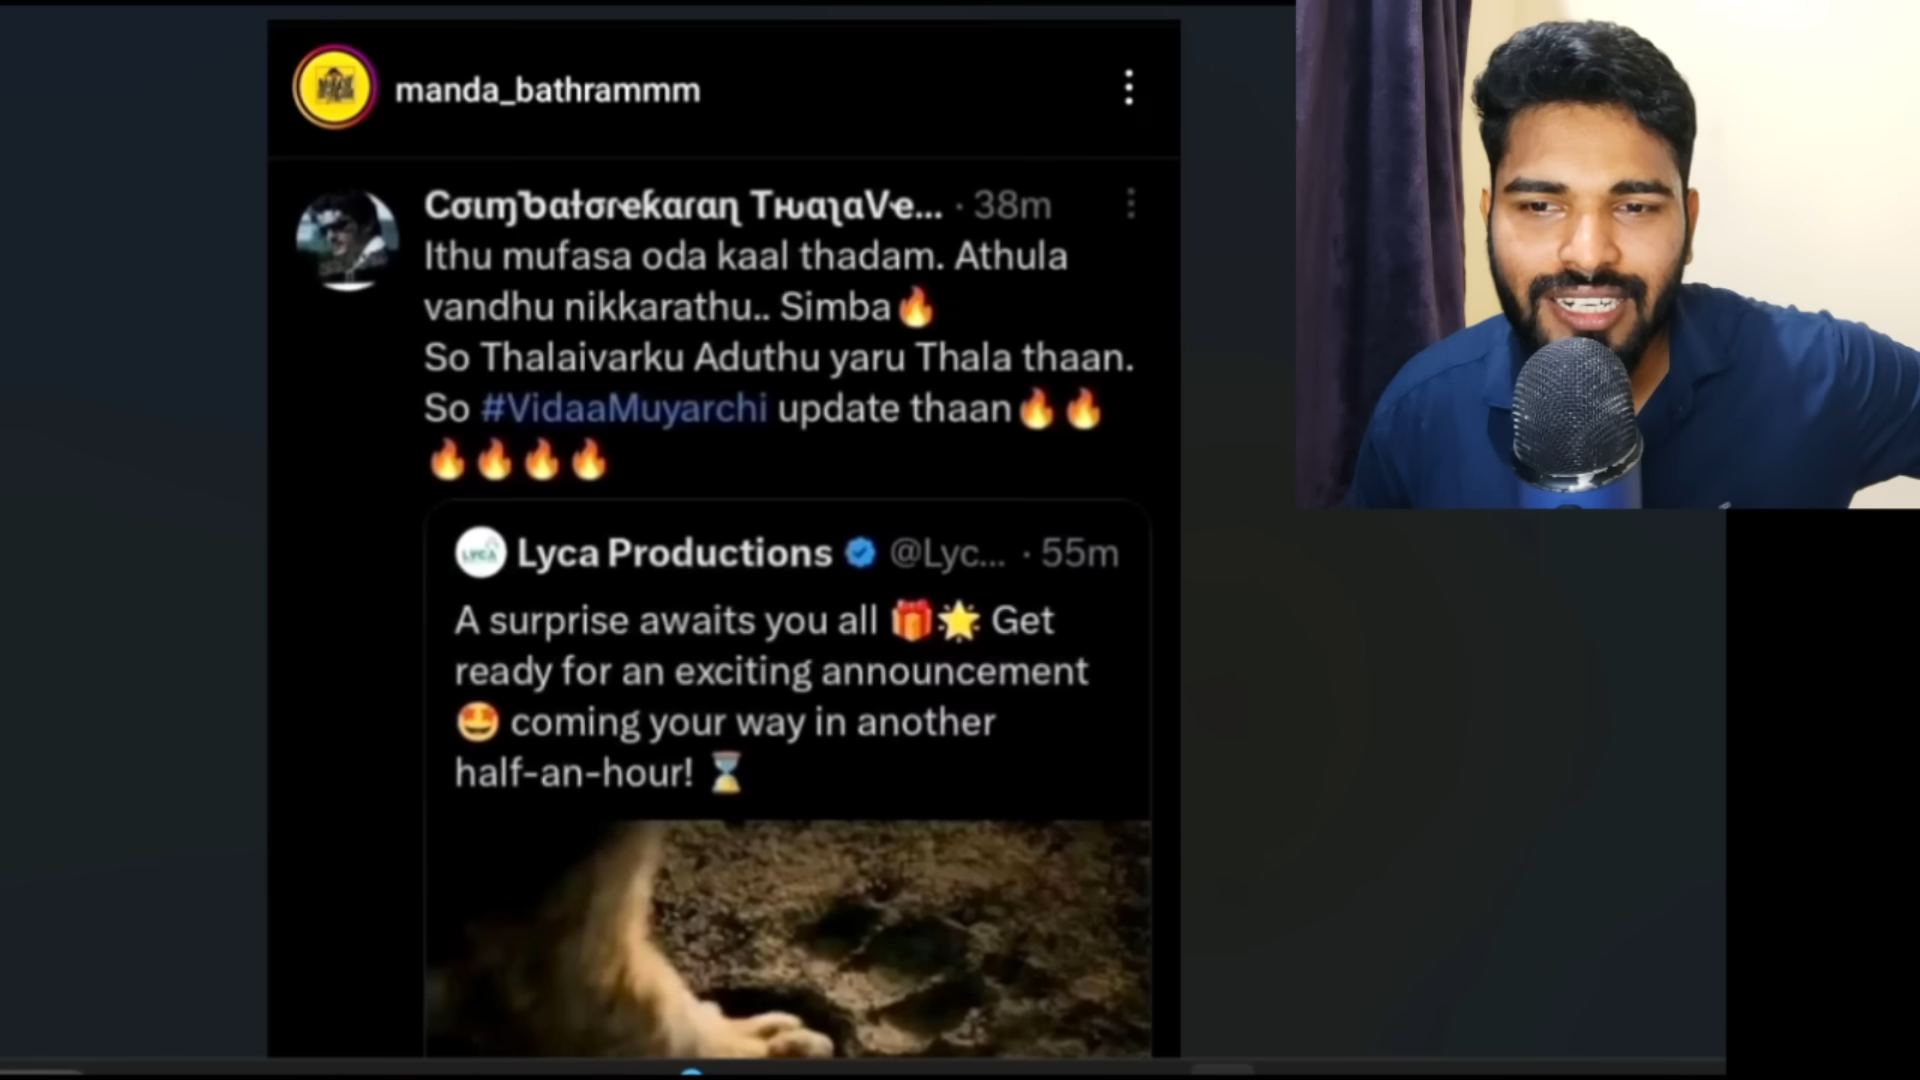 manda_bathrammm
Coimbatorekaran ThalaVe... · 38m
Ithu mufasa oda kaal thadam. Athula
vandhu nikkarathu.. Simba🔥
So Thalaivarku Aduthu yaru Thala thaan.
So #VidaaMuyarchi update thaan🔥🔥
🔥🔥🔥🔥
LYCA
Lyca Productions @Lyc... · 55m
A surprise awaits you all 🎁🌟 Get
ready for an exciting announcement
🤩 coming your way in another
half-an-hour! ⌛